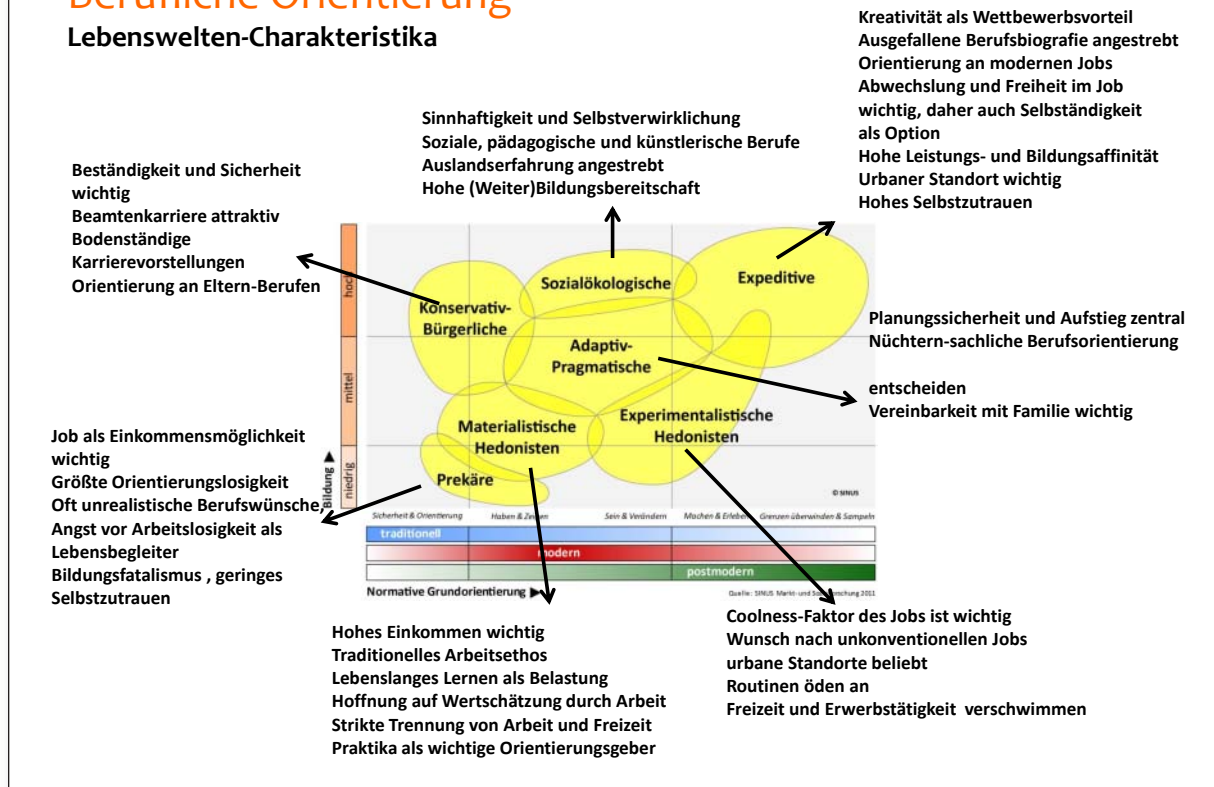 Berufliche Orientierung
Lebenswelten-Charakteristika
Kreativität als Wettbewerbsvorteil
Ausgefallene Berufsbiografie angestrebt
Orientierung an modernen Jobs
Abwechslung und Freiheit im Job
wichtig, daher auch Selbständigkeit
als Option
Hohe Leistungs- und Bildungsaffinität
Urbaner Standort wichtig
Hohes Selbstzutrauen
Sinnhaftigkeit und Selbstverwirklichung
Soziale, pädagogische und künstlerische Berufe
Auslandserfahrung angestrebt
Hohe (Weiter)Bildungsbereitschaft
Beständigkeit und Sicherheit
wichtig
Beamtenkarriere attraktiv
Bodenständige
Karrierevorstellungen
Orientierung an Eltern-Berufen
Planungssicherheit und Aufstieg zentral
Nüchtern-sachliche Berufsorientierung
entscheiden
Vereinbarkeit mit Familie wichtig
Job als Einkommensmöglichkeit
wichtig
Größte Orientierungslosigkeit
Oft unrealistische Berufswünsche,
Angst vor Arbeitslosigkeit als
Lebensbegleiter
Bildungsfatalismus , geringes
Selbstzutrauen
hoch
mittel
niedrig
Bildung ▶
Konservativ-
Bürgerliche
Sozialökologische
Expeditive
Adaptiv-
Pragmatische
Materialistische
Hedonisten
Experimentalistische
Hedonisten
Prekäre
© SINUS
Sicherheit & Orientierung
Haben & Zeigen
Sein & Verändern
Machen & Erleben
Grenzen überwinden & Sampeln
traditionell
modern
postmodern
Normative Grundorientierung ▶
Quelle: SINUS Markt- und Sozialforschung 2011
Hohes Einkommen wichtig
Traditionelles Arbeitsethos
Lebenslanges Lernen als Belastung
Hoffnung auf Wertschätzung durch Arbeit
Strikte Trennung von Arbeit und Freizeit
Praktika als wichtige Orientierungsgeber
Coolness-Faktor des Jobs ist wichtig
Wunsch nach unkonventionellen Jobs
urbane Standorte beliebt
Routinen öden an
Freizeit und Erwerbstätigkeit verschwimmen